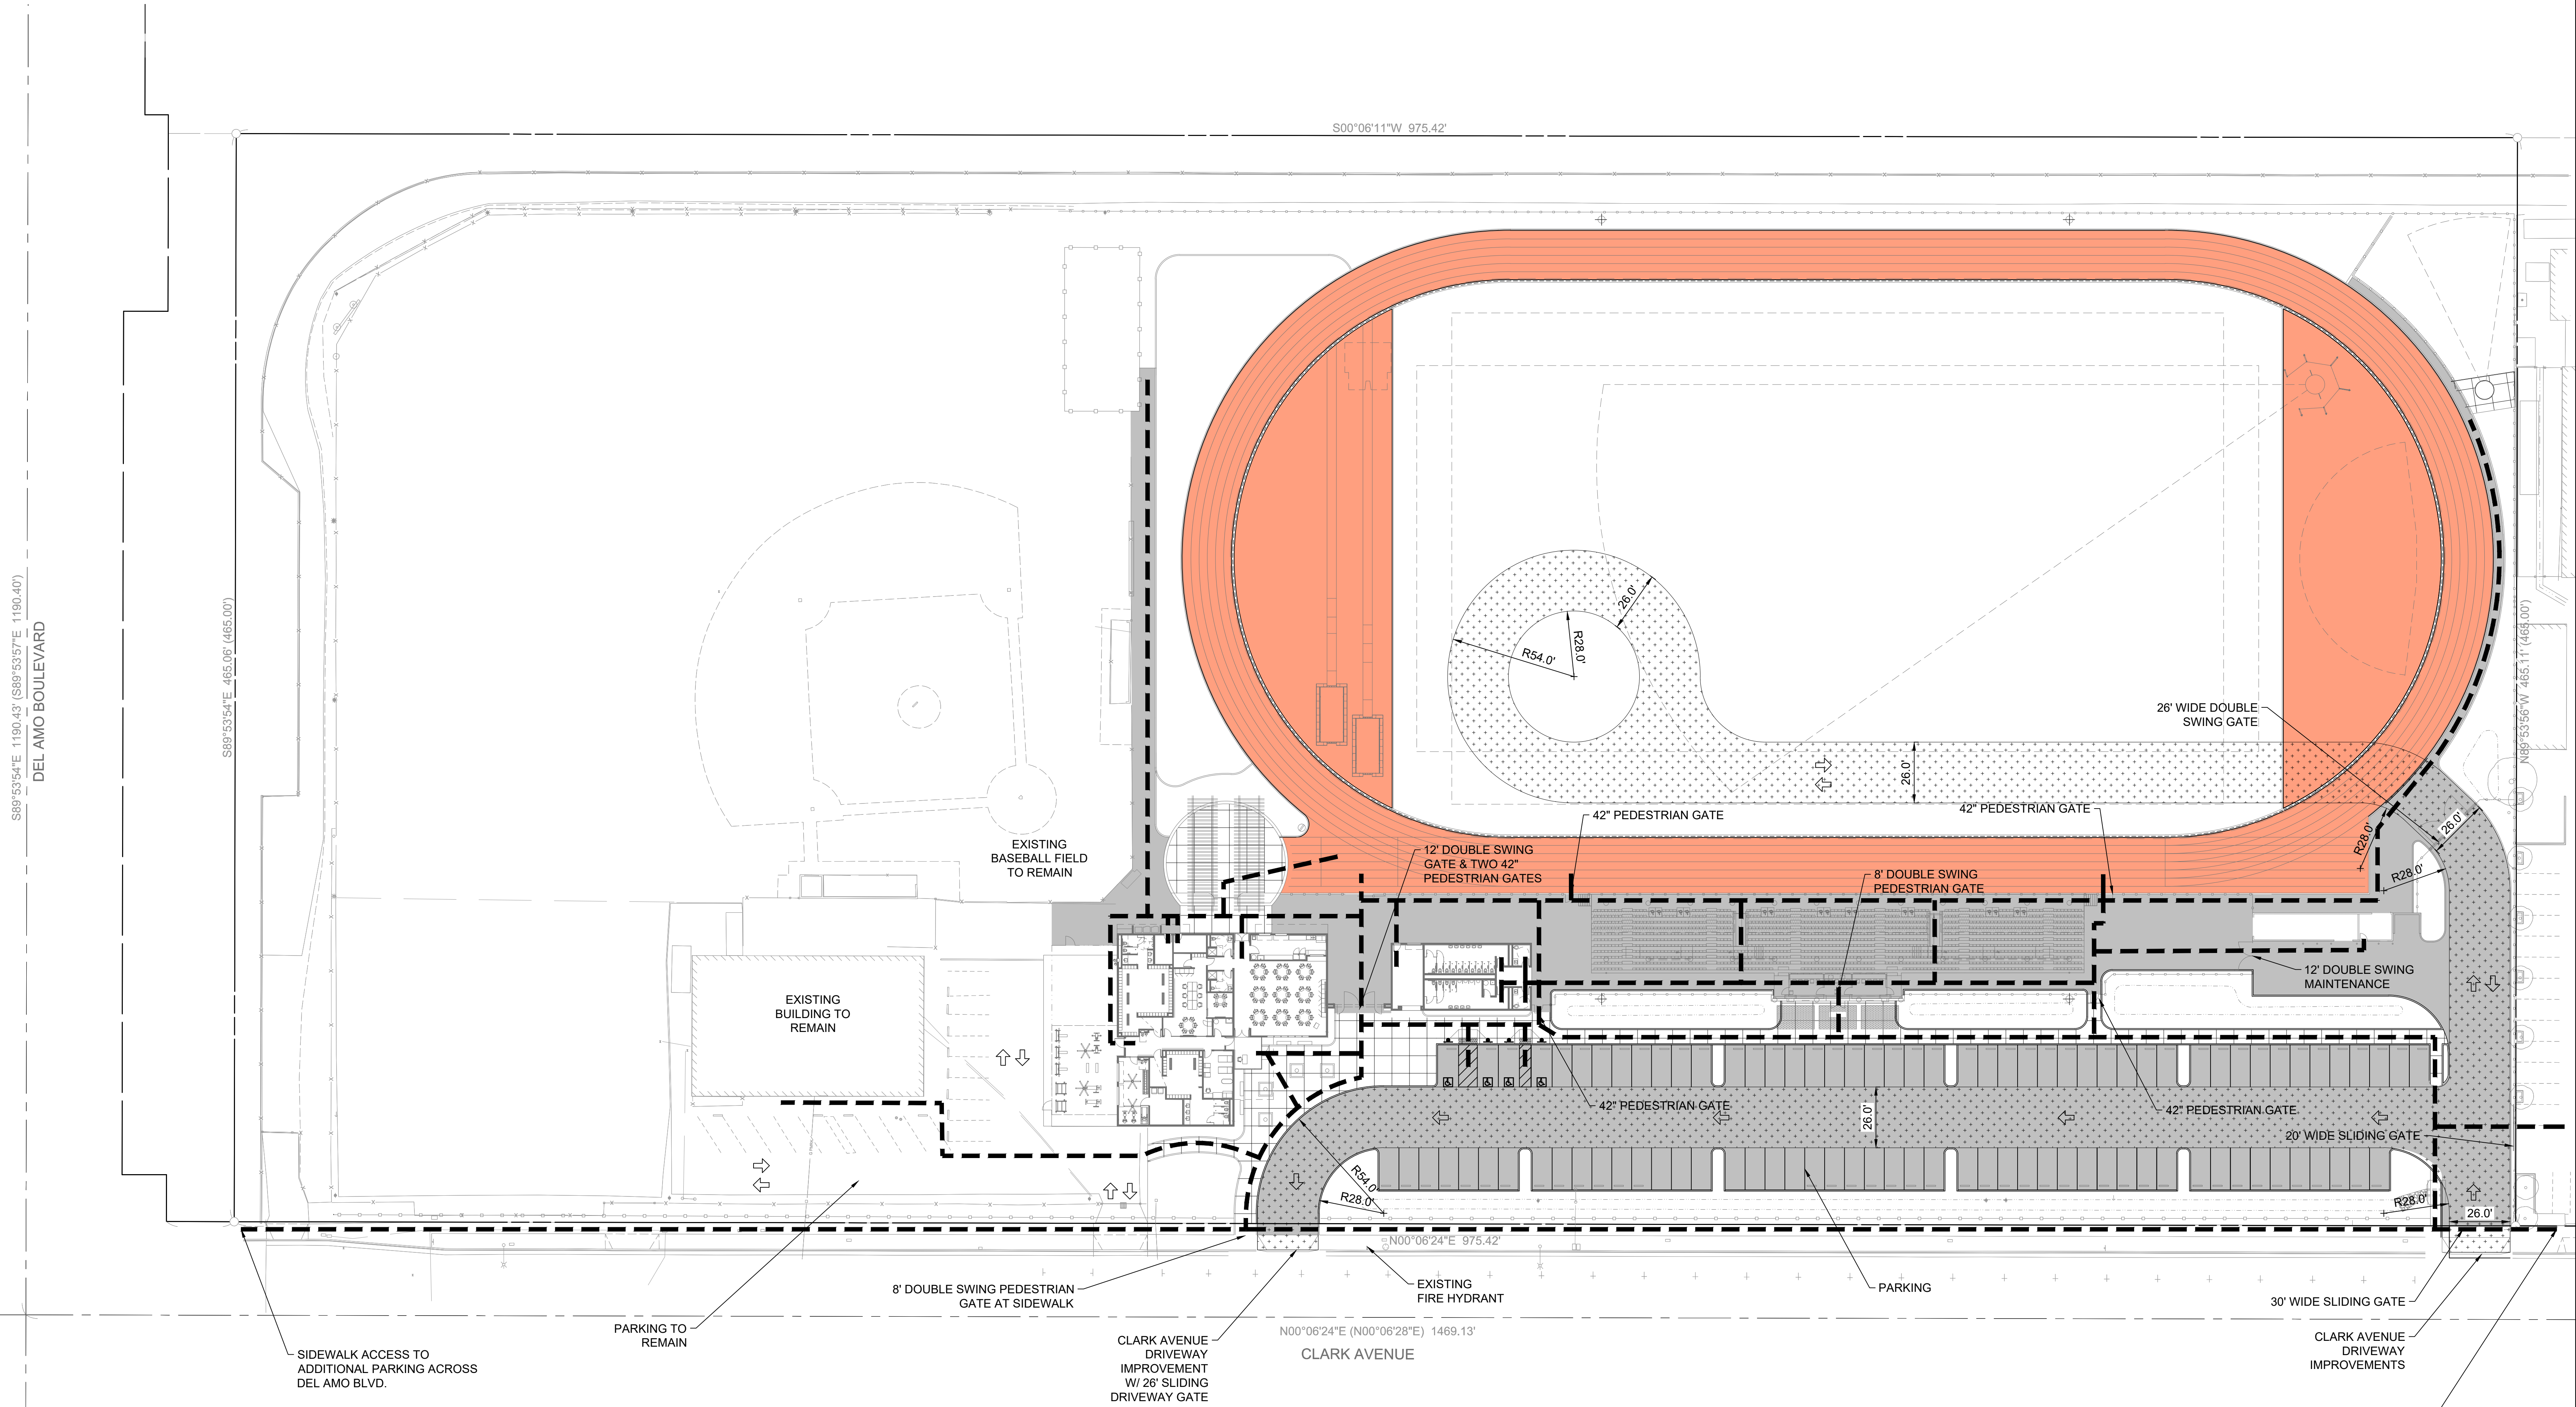 S00°06'11"W 975.42'
S89°53'54"E 1190.43' (S89°53'57"E 1190.40')
DEL AMO BOULEVARD
S89°53'54"E 465.06' (465.00')
N89°53'56"W 465.11' (465.00')
26.0'
R28.0'
R54.0'
26.0'
26' WIDE DOUBLE
SWING GATE
42" PEDESTRIAN GATE
42" PEDESTRIAN GATE
26.0'
R28.0'
R28.0'
EXISTING
BASEBALL FIELD
TO REMAIN
12' DOUBLE SWING
GATE & TWO 42"
PEDESTRIAN GATES
8' DOUBLE SWING
PEDESTRIAN GATE
12' DOUBLE SWING
MAINTENANCE
EXISTING
BUILDING TO
REMAIN
42" PEDESTRIAN GATE
26.0'
42" PEDESTRIAN GATE
20' WIDE SLIDING GATE
R54.0'
R28.0'
R28.0'
26.0'
N00°06'24"E 975.42'
8' DOUBLE SWING PEDESTRIAN
GATE AT SIDEWALK
EXISTING
FIRE HYDRANT
PARKING
30' WIDE SLIDING GATE
PARKING TO
REMAIN
N00°06'24"E (N00°06'28"E) 1469.13'
CLARK AVENUE
CLARK AVENUE
DRIVEWAY
IMPROVEMENT
W/ 26' SLIDING
DRIVEWAY GATE
CLARK AVENUE
DRIVEWAY
IMPROVEMENTS
SIDEWALK ACCESS TO
ADDITIONAL PARKING ACROSS
DEL AMO BLVD.